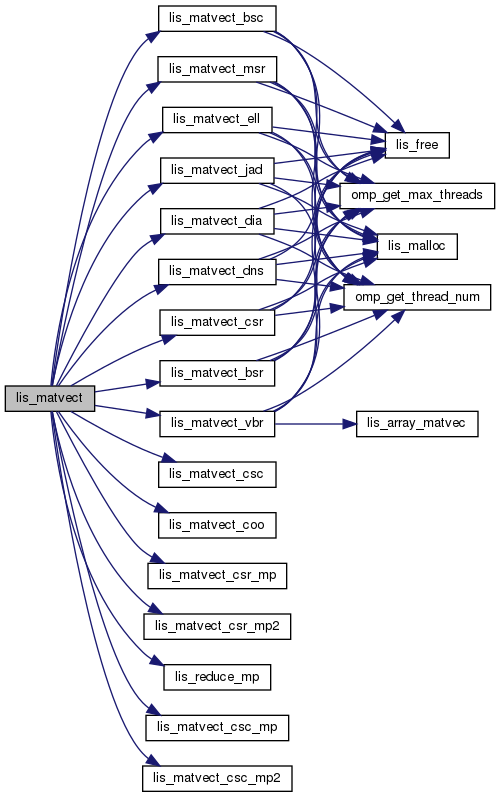 lis_matvect_bsc
lis_matvect_msr
lis_matvect_ell
lis_free
lis_matvect_jad
omp_get_max_threads
lis_matvect_dia
lis_malloc
lis_matvect_dns
omp_get_thread_num
lis_matvect_csr
lis_matvect_bsr
lis_matvect
lis_matvect_vbr
lis_array_matvec
lis_matvect_csc
lis_matvect_coo
lis_matvect_csr_mp
lis_matvect_csr_mp2
lis_reduce_mp
lis_matvect_csc_mp
lis_matvect_csc_mp2